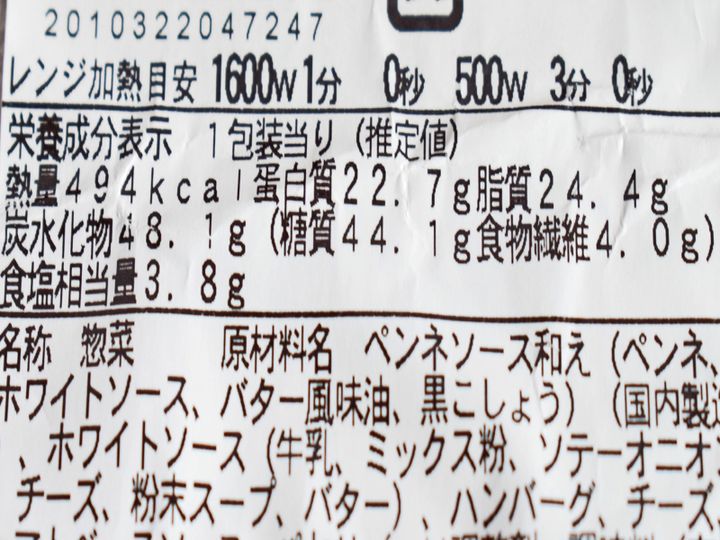 2010322047247
レンジ加熱目安 1600W 1分 0秒 500W 3分 0秒
栄養成分表示 1包装当り (推定値)
熱量494kcal蛋白質22.7g脂質24.4g
炭水化物48.1g (糖質44.1g食物繊維4.0g)
食塩相当量3.8g
名称 惣菜 原材料名 ペンネソース和え (ペンネ、
ホワイトソース、バター風味油、黒こしょう) (国内製造
)、ホワイトソース (牛乳、ミックス粉、ソテーオニオ
チーズ、粉末スープ、バター)、ハンバーグ、チーズ、